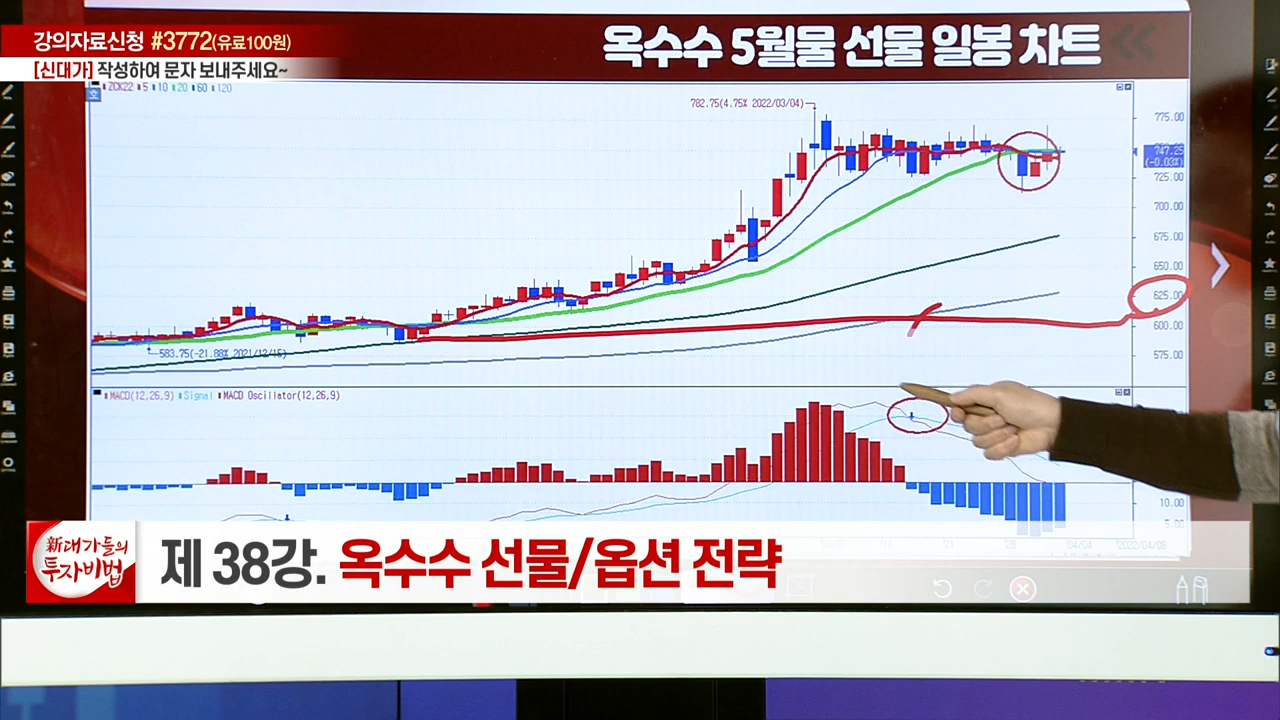 강의자료신청 #3772(유료100원)
[신대가] 작성하여 문자 보내주세요~
옥수수 5월물 선물 일봉 차트
ZCK22 5 10 20 60 120
782.75(4.75% 2022/03/04)
775.00
747.25
(-0.03%)
725.00
700.00
675.00
650.00
625.00
600.00
575.00
583.75(-21.88% 2021/12/15)
MACD(12,26,9) Signal MACD Oscillator(12,26,9)
10.00
5.00
04/04 2022/04/08
新대가들의
투자비법
제 38강. 옥수수 선물/옵션 전략